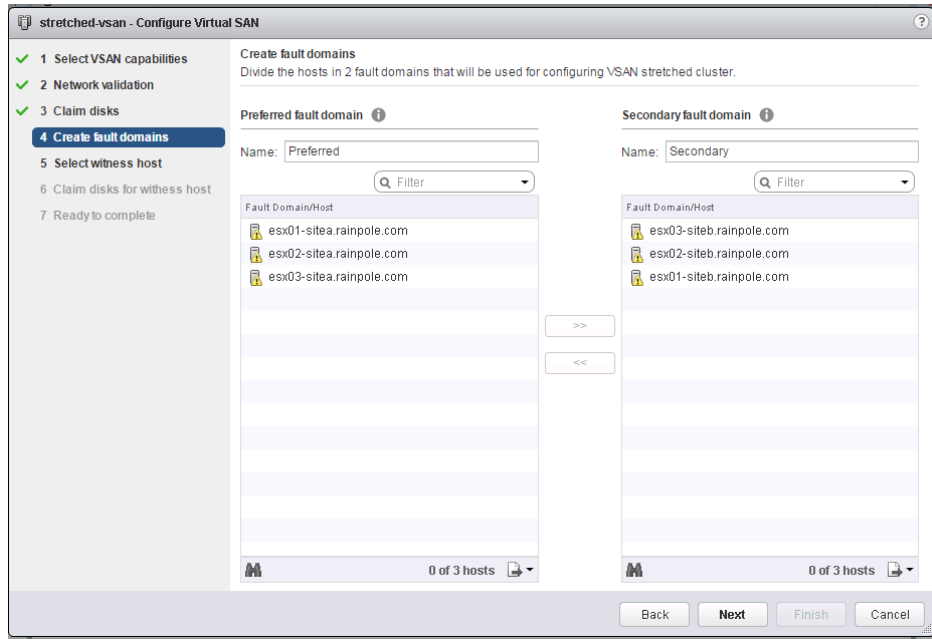 stretched-vsan - Configure Virtual SAN
?
1 Select VSAN capabilities
2 Network validation
3 Claim disks
4 Create fault domains
5 Select witness host
6 Claim disks for witness host
7 Ready to complete
Create fault domains
Divide the hosts in 2 fault domains that will be used for configuring VSAN stretched cluster.
Preferred fault domain
Name: Preferred
Filter
Fault Domain/Host
esx01-sitea.rainpole.com
esx02-sitea.rainpole.com
esx03-sitea.rainpole.com
0 of 3 hosts
>>
<<
Secondary fault domain
Name: Secondary
Filter
Fault Domain/Host
esx03-siteb.rainpole.com
esx02-siteb.rainpole.com
esx01-siteb.rainpole.com
0 of 3 hosts
Back Next Finish Cancel